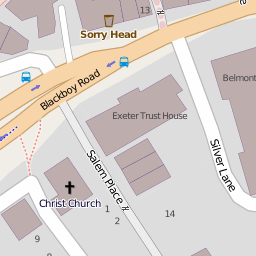 13
Sorry Head
Blackboy Road
Belmont
Exeter Trust House
Salem Place
Silver Lane
Christ Church
1
2
14
9
8